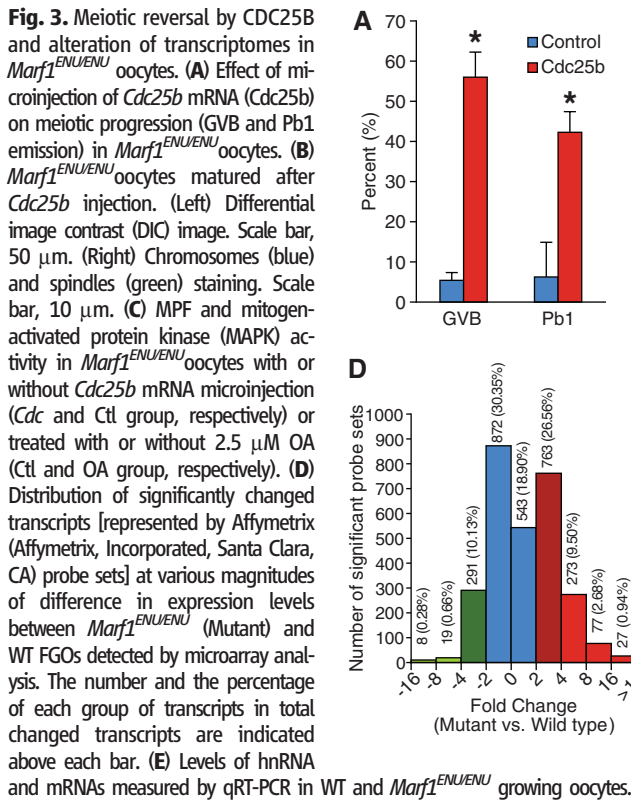 Fig. 3. Meiotic reversal by CDC25B
and alteration of transcriptomes in
Marf1ENU/ENU oocytes. (A) Effect of mi-
croinjection of Cdc25b mRNA (Cdc25b)
on meiotic progression (GVB and Pb1
emission) in Marf1ENU/ENU oocytes. (B)
Marf1ENU/ENU oocytes matured after
Cdc25b injection. (Left) Differential
image contrast (DIC) image. Scale bar,
50 μm. (Right) Chromosomes (blue)
and spindles (green) staining. Scale
bar, 10 μm. (C) MPF and mitogen-
activated protein kinase (MAPK) ac-
tivity in Marf1ENU/ENU oocytes with or
without Cdc25b mRNA microinjection
(Cdc and Ctl group, respectively) or
treated with or without 2.5 μM OA
(Ctl and OA group, respectively). (D)
Distribution of significantly changed
transcripts [represented by Affymetrix
(Affymetrix, Incorporated, Santa Clara,
CA) probe sets] at various magnitudes
of difference in expression levels
between Marf1ENU/ENU (Mutant) and
WT FGOs detected by microarray anal-
ysis. The number and the percentage
of each group of transcripts in total
changed transcripts are indicated
above each bar. (E) Levels of hnRNA
and mRNAs measured by qRT-PCR in WT and Marf1ENU/ENU growing oocytes.
A
Percent (%)
70
60
50
40
30
20
10
0
* *
Control
Cdc25b
GVB Pb1
D
Number of significant probe sets
1000
900
800
700
600
500
400
300
200
100
0
8 (0.28%)
19 (0.66%)
291 (10.13%)
872 (30.35%)
543 (18.90%)
763 (26.56%)
273 (9.50%)
77 (2.68%)
27 (0.94%)
-16 -8 -4 -2 0 2 4 8 16
Fold Change
(Mutant vs. Wild type)